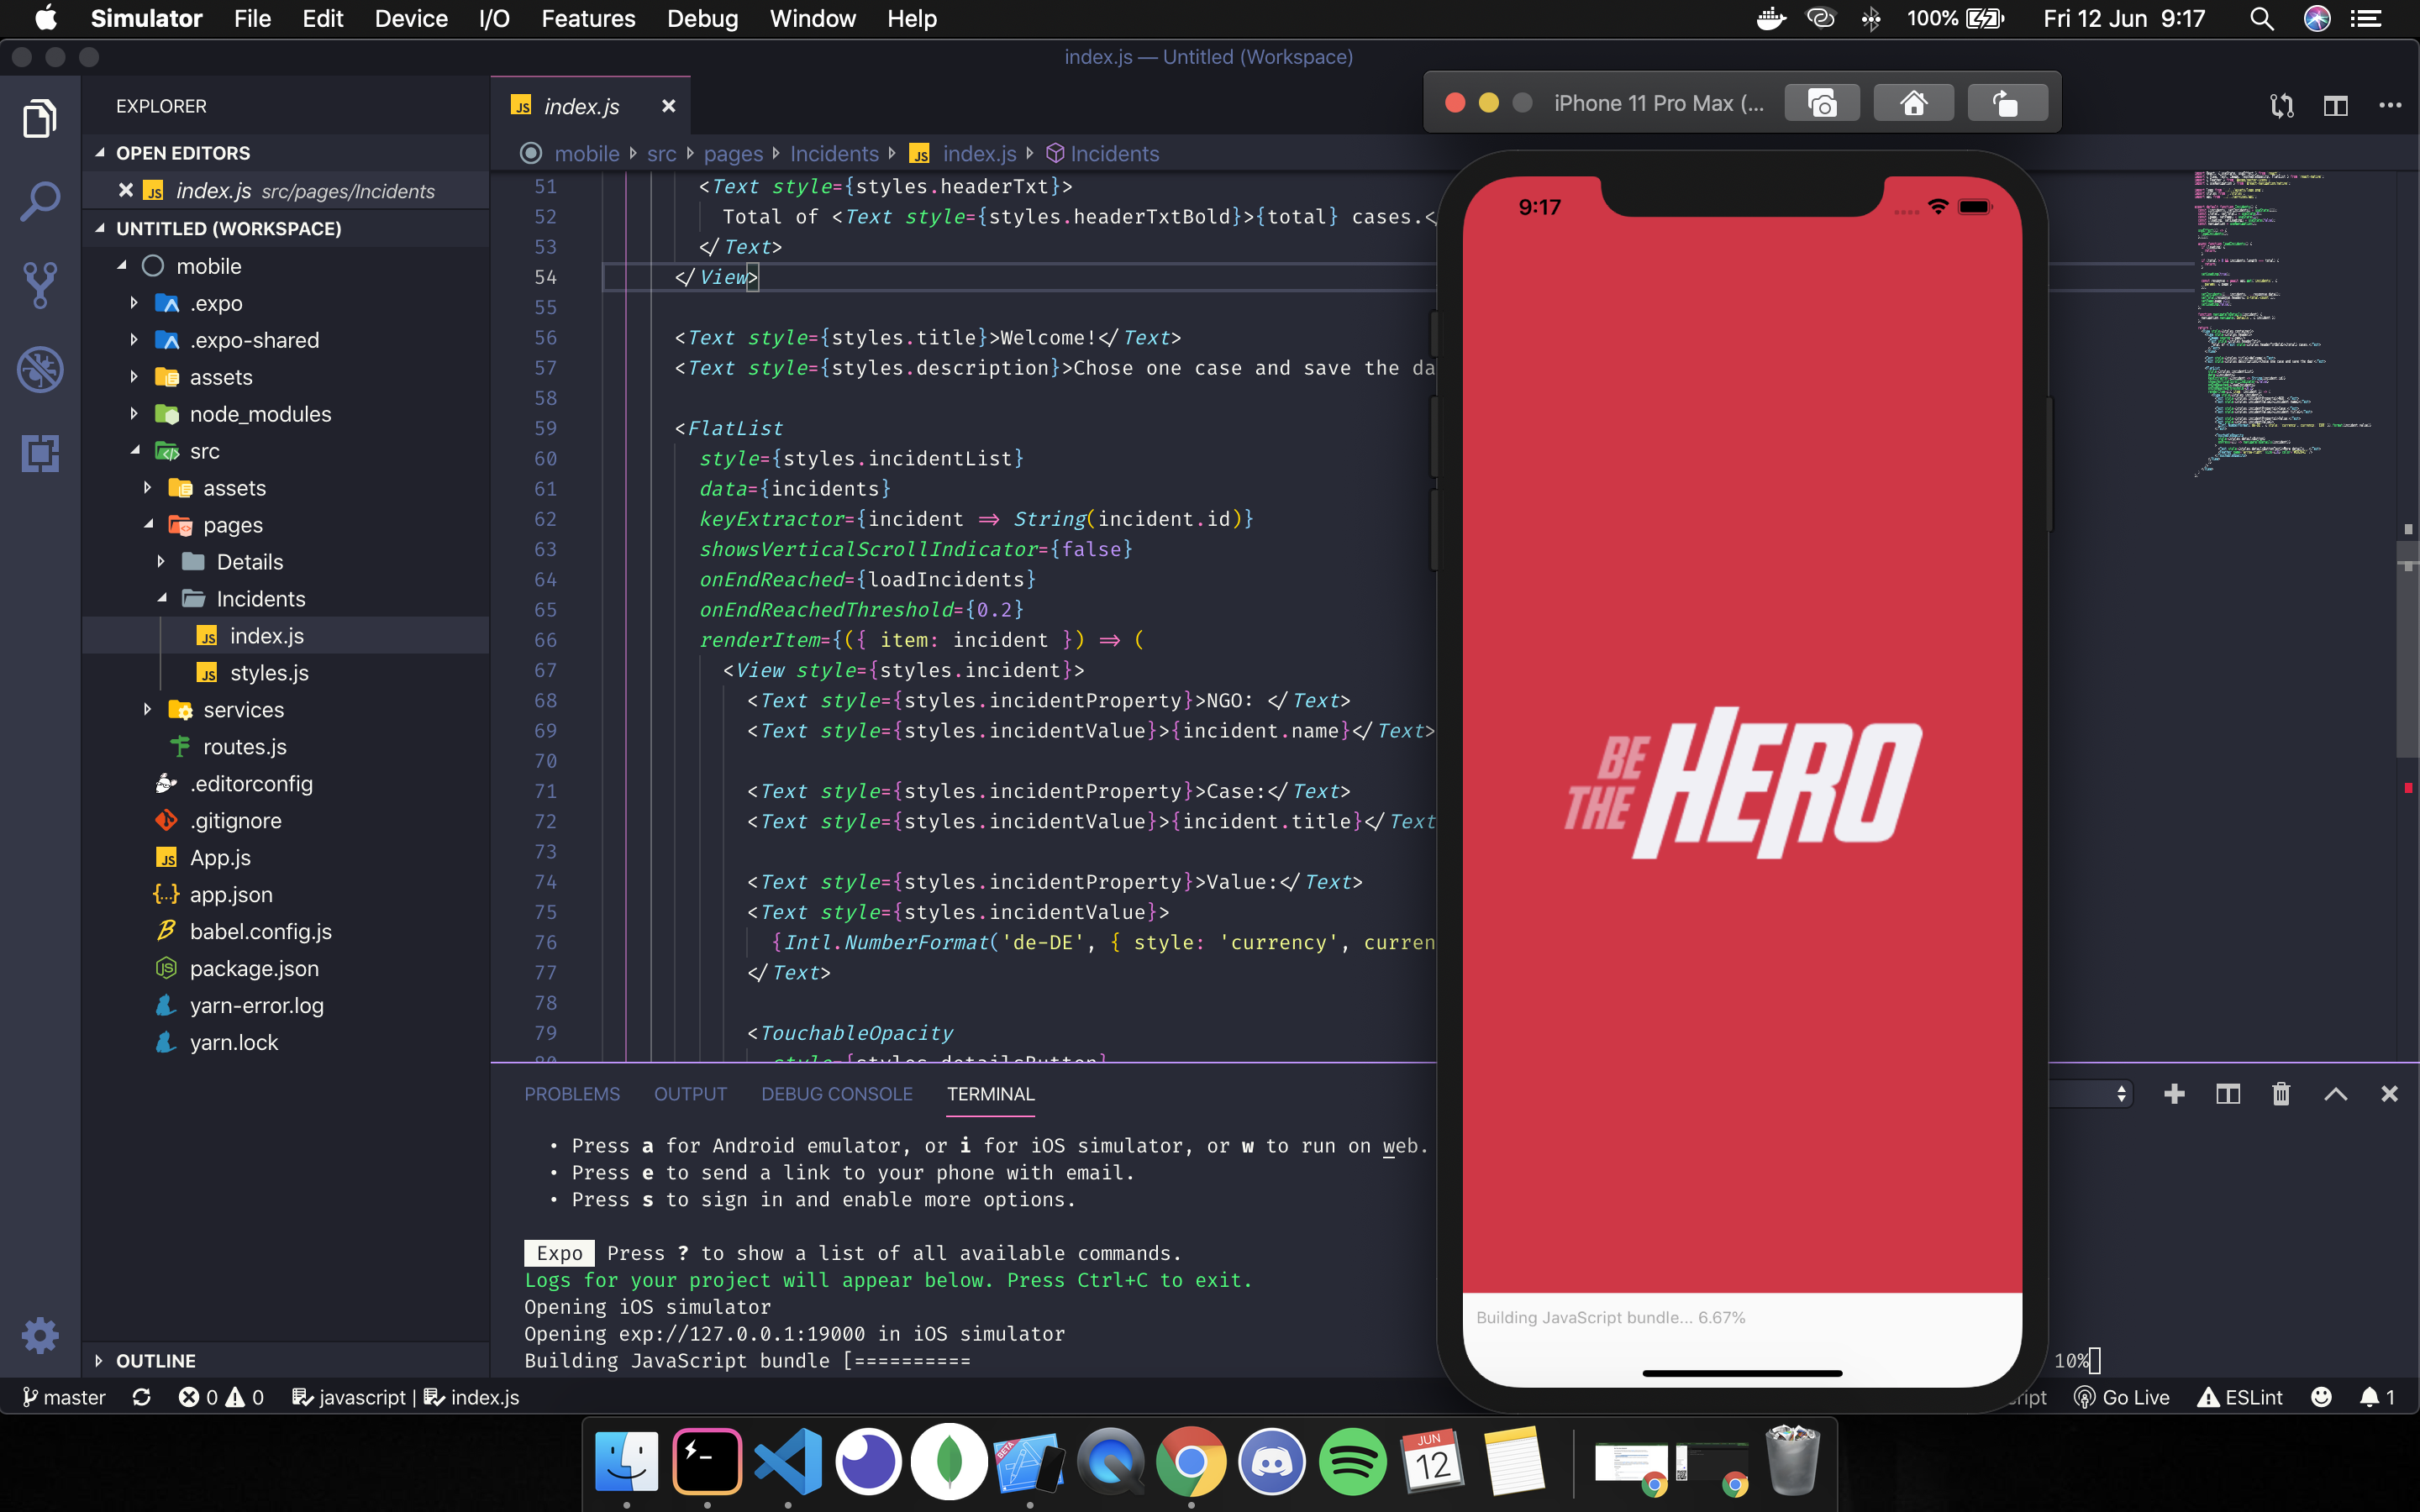 Simulator File Edit Device I/O Features Debug Window Help 100% Fri 12 Jun 9:17
index.js — Untitled (Workspace)
EXPLORER
OPEN EDITORS
JS index.js src/pages/Incidents
UNTITLED (WORKSPACE)
mobile
.expo
.expo-shared
assets
node_modules
src
assets
pages
Details
Incidents
JS index.js
JS styles.js
services
routes.js
.editorconfig
.gitignore
JS App.js
app.json
babel.config.js
package.json
yarn-error.log
yarn.lock
OUTLINE
JS index.js
mobile src pages Incidents JS index.js Incidents
51 <Text style={styles.headerTxt}>
52 Total of <Text style={styles.headerTxtBold}>{total} cases.<
53 </Text>
54 </View>
55
56 <Text style={styles.title}>Welcome!</Text>
57 <Text style={styles.description}>Chose one case and save the da
58
59 <FlatList
60 style={styles.incidentList}
61 data={incidents}
62 keyExtractor={incident => String(incident.id)}
63 showsVerticalScrollIndicator={false}
64 onEndReached={loadIncidents}
65 onEndReachedThreshold={0.2}
66 renderItem={({ item: incident }) => (
67 <View style={styles.incident}>
68 <Text style={styles.incidentProperty}>NGO: </Text>
69 <Text style={styles.incidentValue}>{incident.name}</Text>
70
71 <Text style={styles.incidentProperty}>Case:</Text>
72 <Text style={styles.incidentValue}>{incident.title}</Text
73
74 <Text style={styles.incidentProperty}>Value:</Text>
75 <Text style={styles.incidentValue}>
76 {Intl.NumberFormat('de-DE', { style: 'currency', curren
77 </Text>
78
79 <TouchableOpacity
80 style={styles.detailsButton}
PROBLEMS OUTPUT DEBUG CONSOLE TERMINAL
• Press a for Android emulator, or i for iOS simulator, or w to run on web.
• Press e to send a link to your phone with email.
• Press s to sign in and enable more options.
Expo Press ? to show a list of all available commands.
Logs for your project will appear below. Press Ctrl+C to exit.
Opening iOS simulator
Opening exp://127.0.0.1:19000 in iOS simulator
Building JavaScript bundle [========== 10%
iPhone 11 Pro Max (...
9:17
BE THE HERO
Building JavaScript bundle... 6.67%
master 0 0 javascript | index.js ript Go Live ESLint 1
BETA
JUN
12